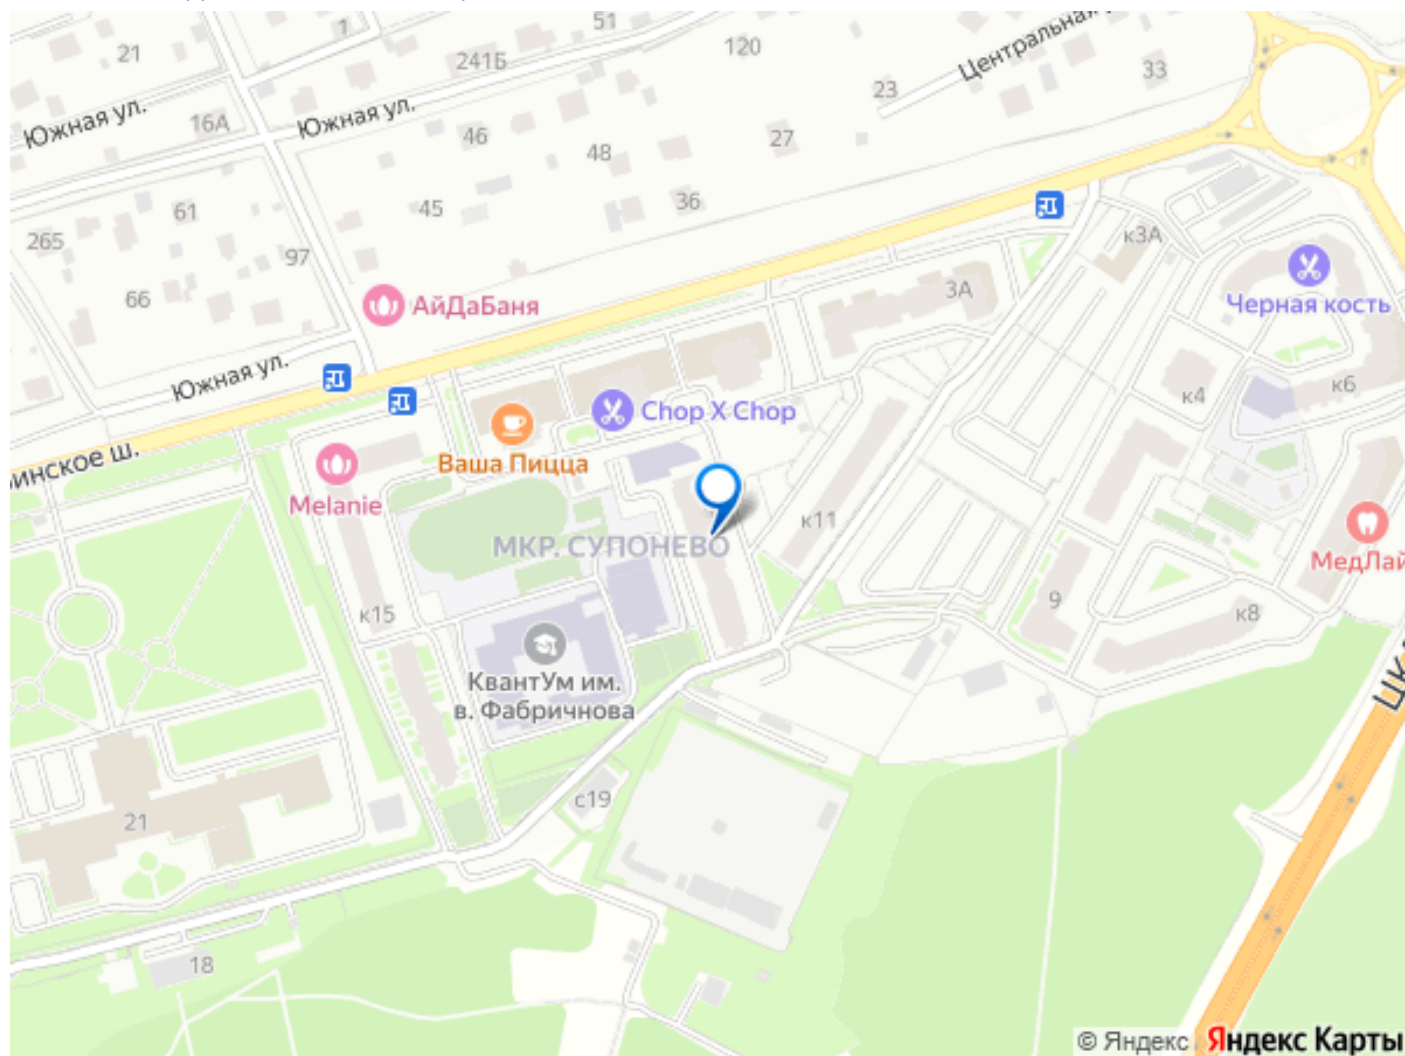 51
1
21
241Б
120
Центральная
33
23
Южная ул.
16А
Южная ул.
46
48
27
45
36
61
265
97
66
к3А
3А
Черная кость
АйДаБаня
Южная ул.
к4
к6
Chop X Chop
Ваша Пицца
инское ш.
Melanie
МКР. СУПОНЕВО
к11
МедЛай
9
к8
к15
КвантУм им.
в. Фабричнова
ЦКА
с19
21
18
© Яндекс Яндекс Карты